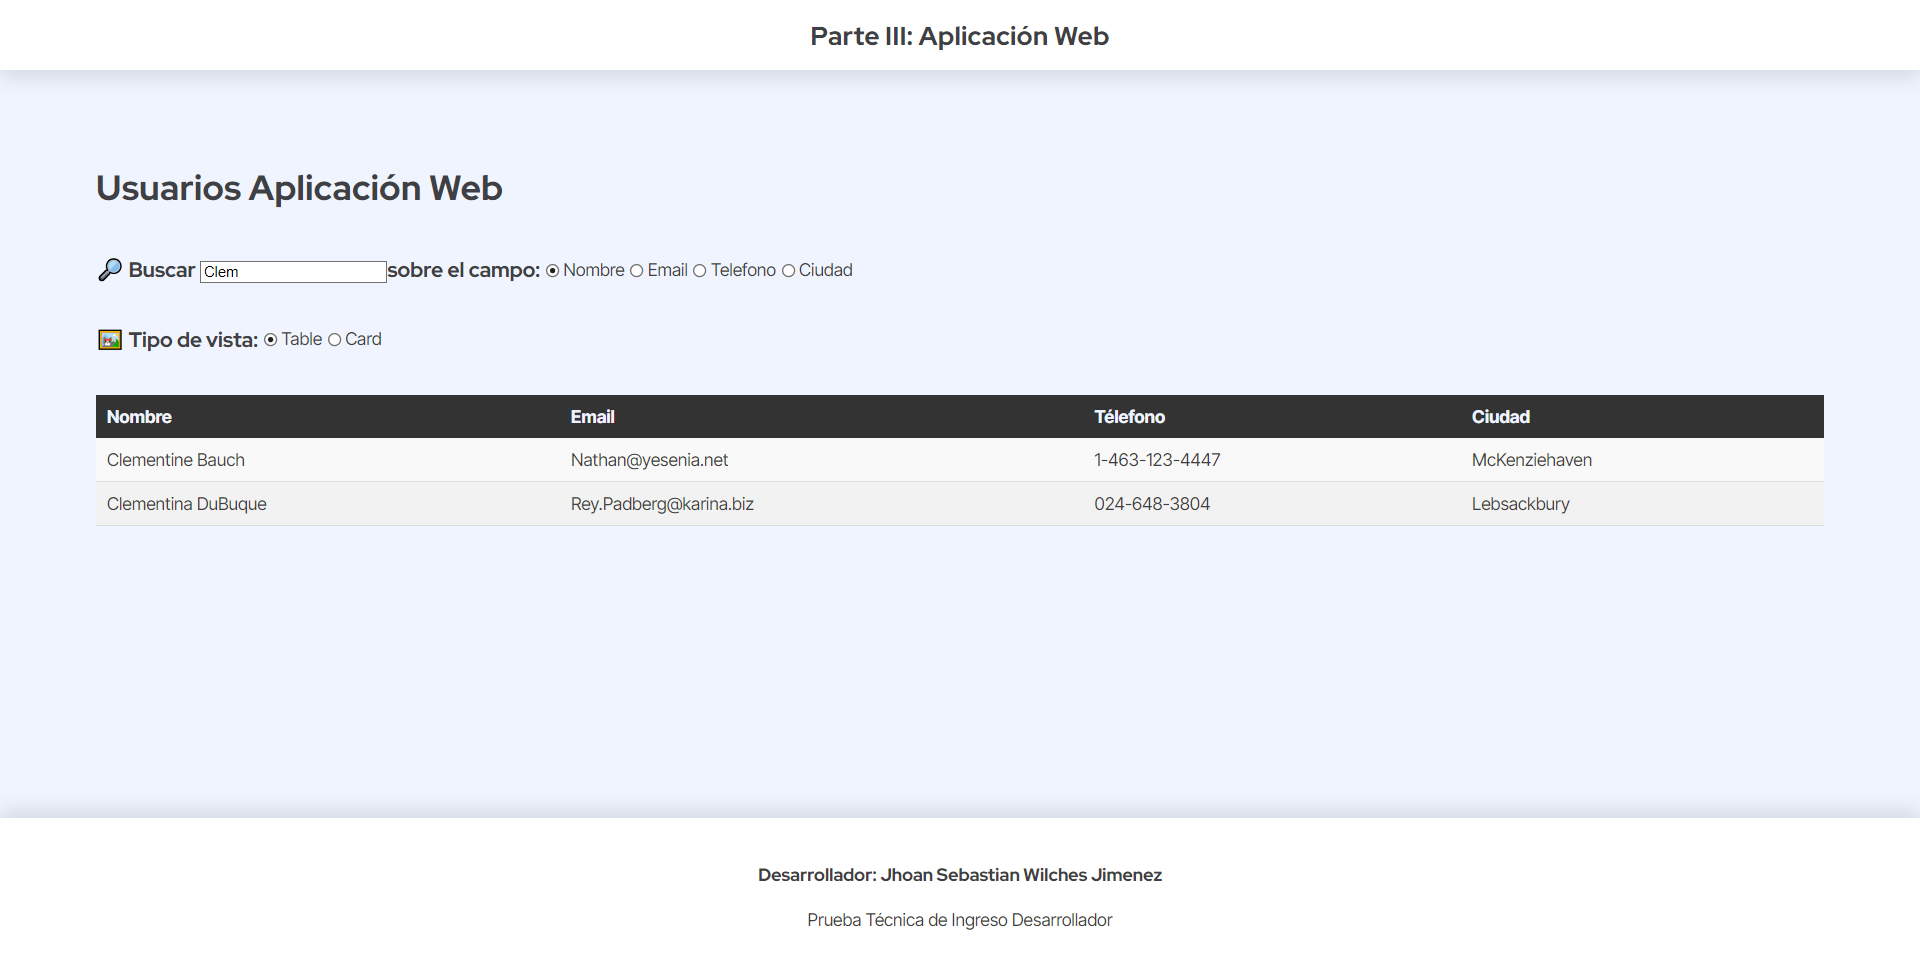 Parte III: Aplicación Web
Usuarios Aplicación Web
Buscar Clem sobre el campo: Nombre Email Telefono Ciudad
Tipo de vista: Table Card
Nombre Email Télefono Ciudad
Clementine Bauch Nathan@yesenia.net 1-463-123-4447 McKenziehaven
Clementina DuBuque Rey.Padberg@karina.biz 024-648-3804 Lebsackbury
Desarrollador: Jhoan Sebastian Wilches Jimenez
Prueba Técnica de Ingreso Desarrollador